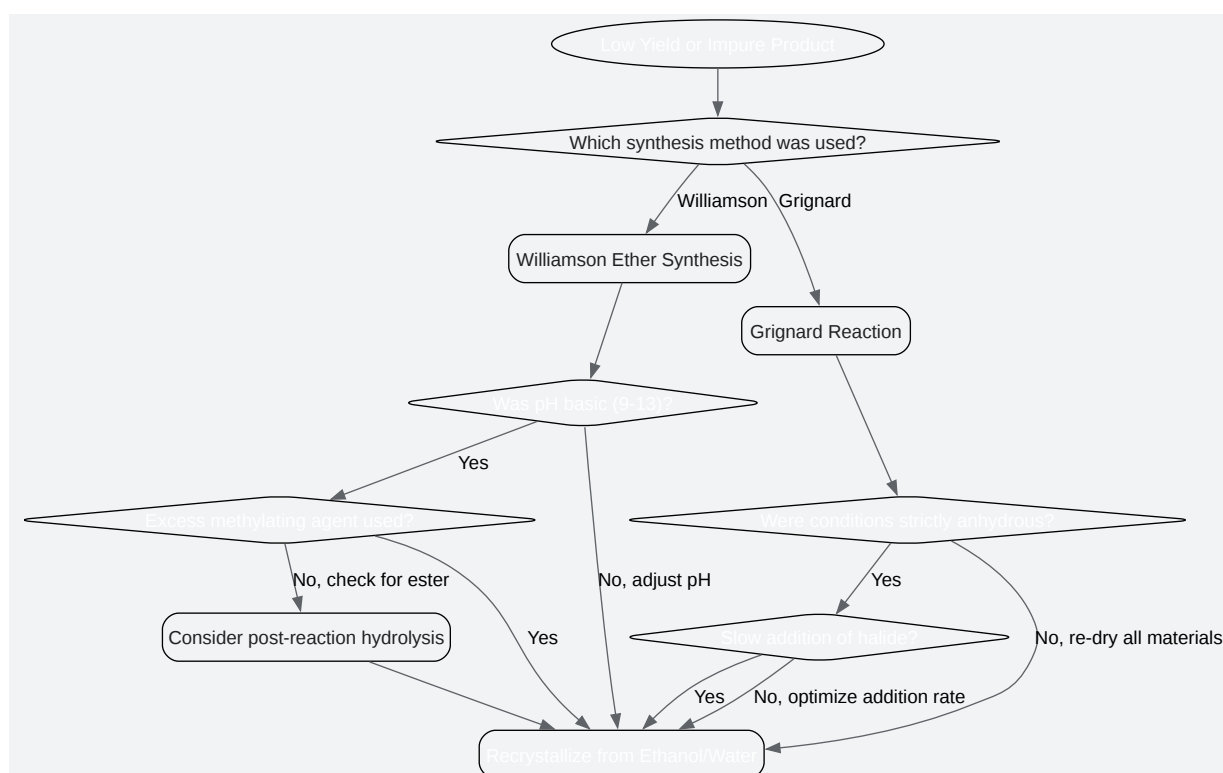 Low Yield or Impure Product
Which synthesis method was used?
Williamson
Grignard
Williamson Ether Synthesis
Grignard Reaction
Was pH basic (9-13)?
Yes
Excess methylating agent used?
Were conditions strictly anhydrous?
No, check for ester
No, adjust pH
Yes
Consider post-reaction hydrolysis
Yes
Slow addition of halide?
No, re-dry all materials
Yes
No, optimize addition rate
Recrystallize from Ethanol/Water